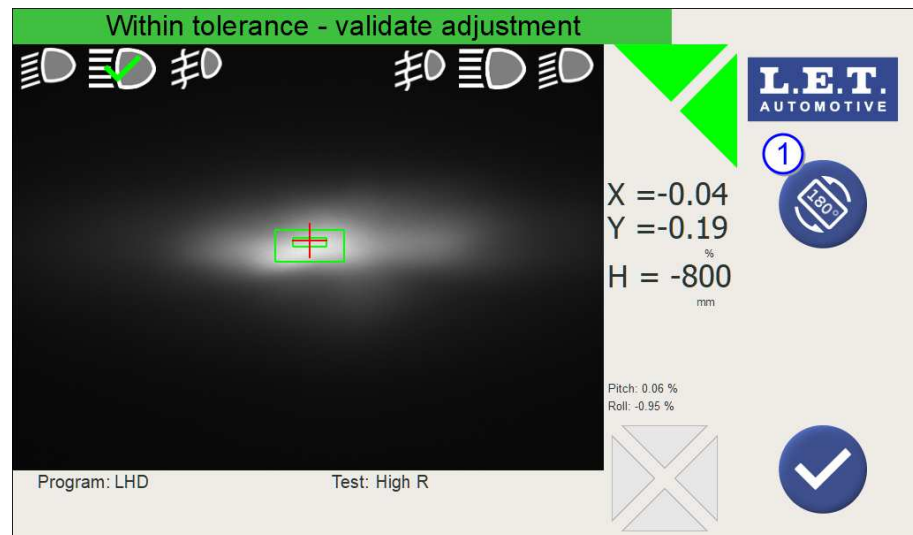 Within tolerance - validate adjustment
L.E.T.
AUTOMOTIVE
1
180°
X =-0.04
Y =-0.19
%
H = -800
mm
Pitch: 0.06 %
Roll: -0.95 %
Program: LHD
Test: High R